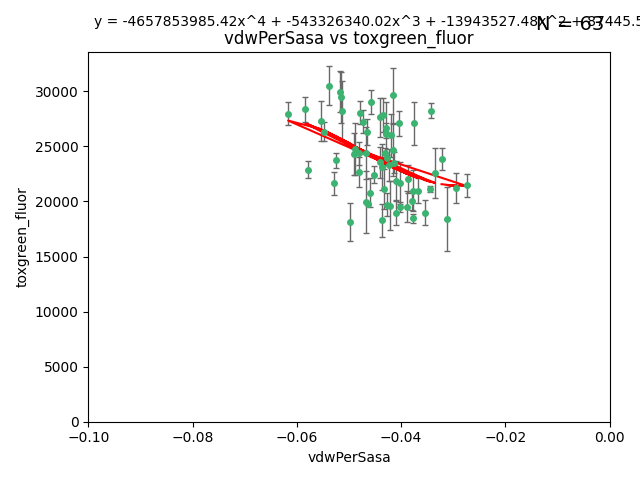 y = -4657853985.42x^4 + -543326340.02x^3 + -13943527.48x^2 +
N = 63
vdwPerSasa vs toxgreen_fluor
30000
25000
20000
15000
10000
5000
0
toxgreen_fluor
−0.10 −0.08 −0.06 −0.04 −0.02 0.00
vdwPerSasa